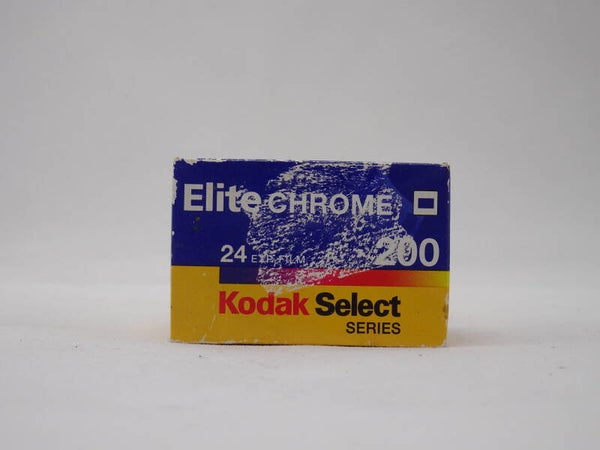 Elite CHROME
24 EXP. FILM 200
Kodak Select
SERIES